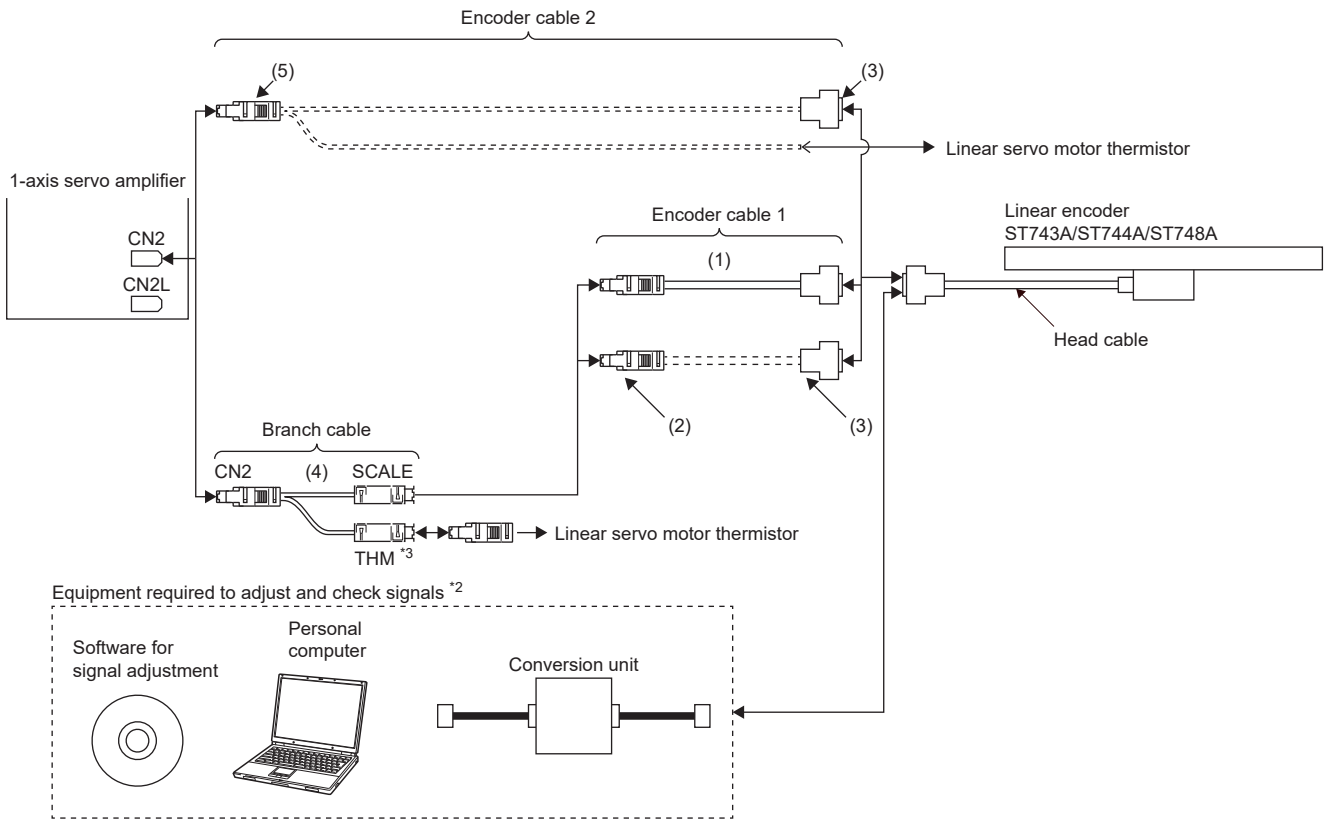 Encoder cable 2
(5)
(3)
Linear servo motor thermistor
1-axis servo amplifier
CN2
CN2L
Encoder cable 1
(1)
Linear encoder
ST743A/ST744A/ST748A
Head cable
(2)
(3)
Branch cable
CN2
(4)
SCALE
Linear servo motor thermistor
THM *3
Equipment required to adjust and check signals *2
Software for
signal adjustment
Personal
computer
Conversion unit